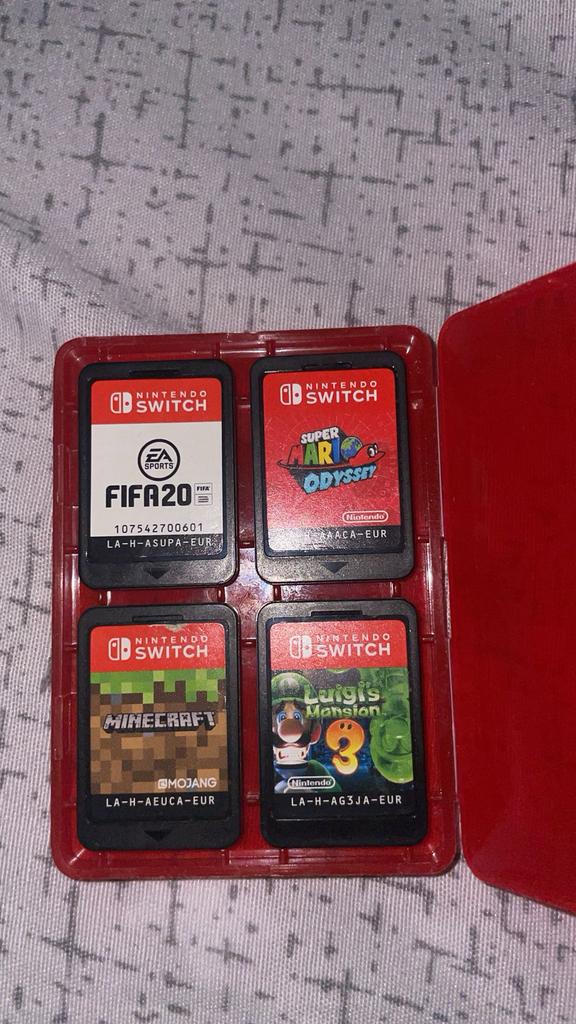 NINTENDO
SWITCH
EA
SPORTS
FIFA20
FIFA
107542700601
LA-H-ASUPA-EUR
NINTENDO
SWITCH
SUPER
MARIO
ODYSSEY
Nintendo
AAACA-EUR
NINTENDO
SWITCH
MINECRAFT
MOJANG
LA-H-AEUCA-EUR
NINTENDO
SWITCH
Luigi's
Mansion
3
Nintendo
LA-H-AG3JA-EUR